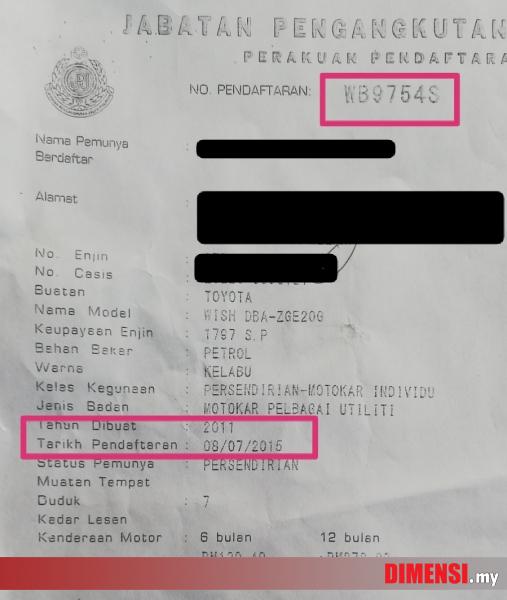 JABATAN PENGANGKUTAN
PERAKUAN PENDAFTARA
NO. PENDAFTARAN: WB9754S
Nama Pemunya :
Berdaftar
Alamat :
No. Enjin :
No. Casis :
Buatan : TOYOTA
Nama Model : WISH DBA-ZGE20G
Keupayaan Enjin : 1797 S.P
Bahan Bakar : PETROL
Warna : KELABU
Kelas Kegunaan : PERSENDIRIAN-MOTOKAR INDIVIDU
Jenis Badan : MOTOKAR PELBAGAI UTILITI
Tahun Dibuat : 2011
Tarikh Pendaftaran : 08/07/2015
Status Pemunya : PERSENDIRIAN
Muatan Tempat
Duduk : 7
Kadar Lesen
Kenderaan Motor : 6 bulan 12 bulan
DIMENSI.my